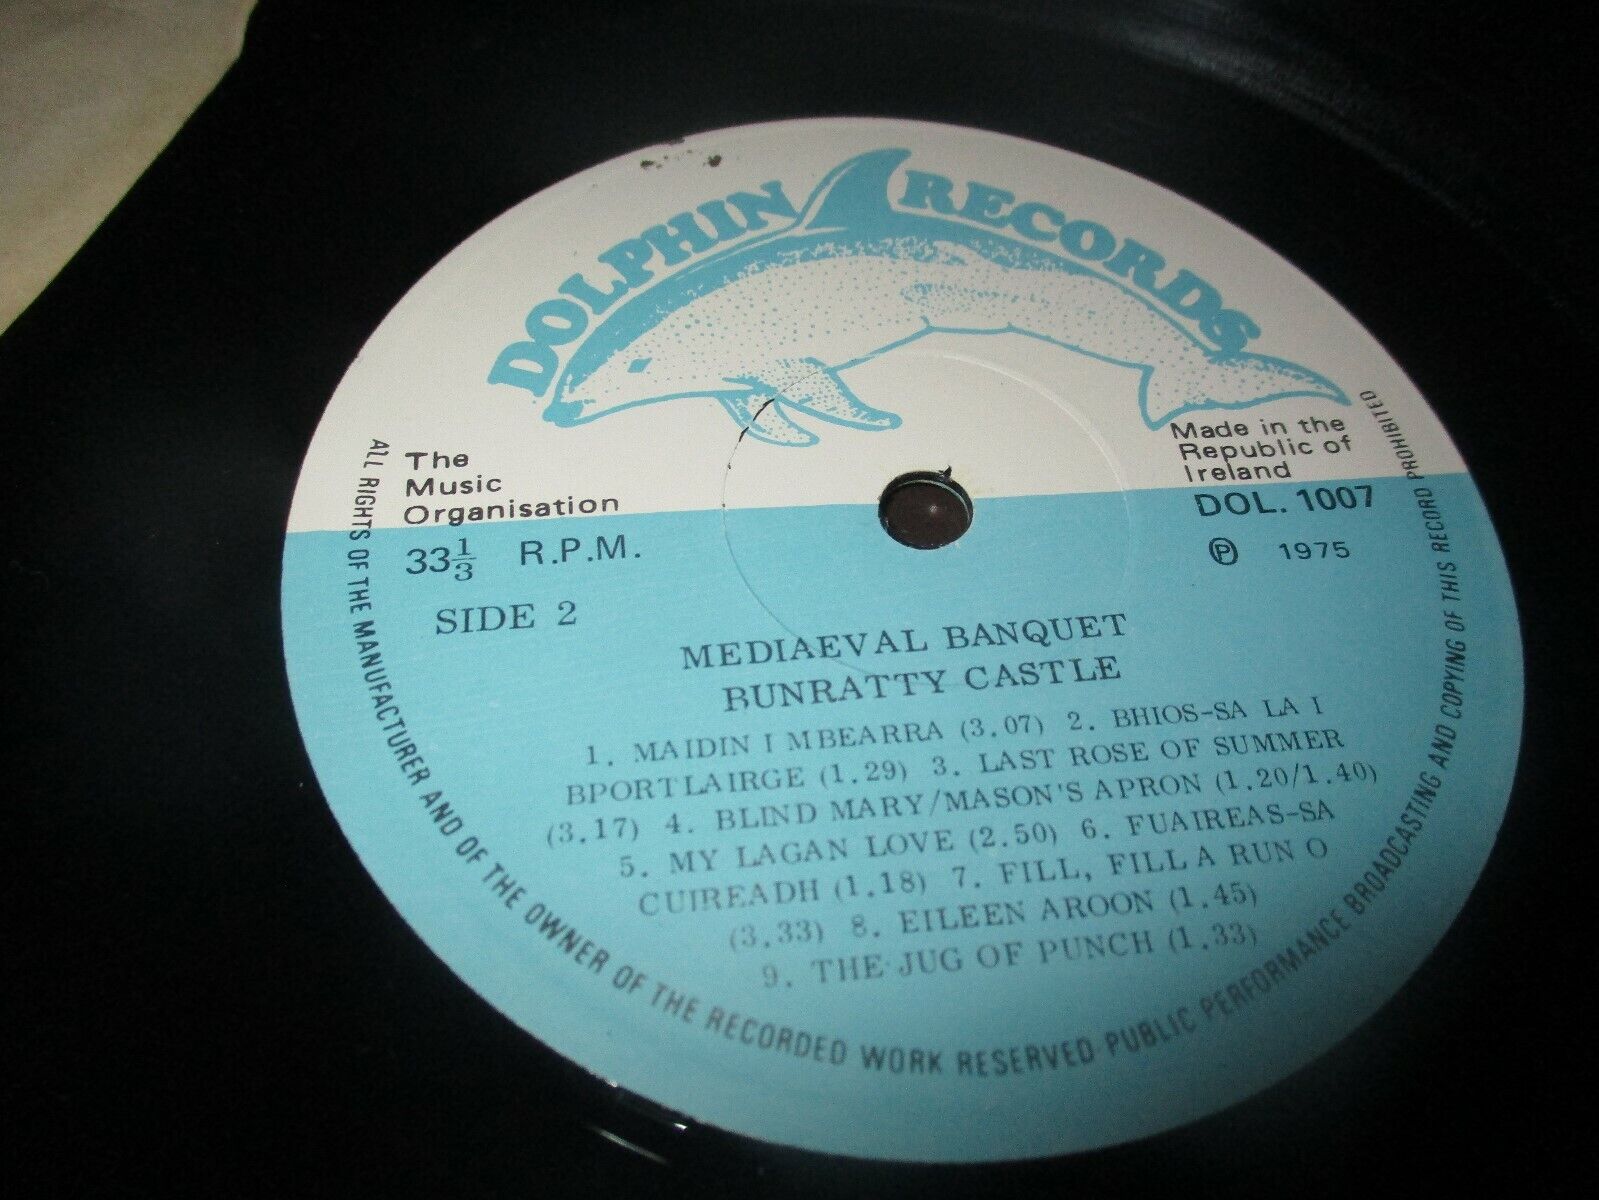 DOLPHIN RECORDS
The
Music
Organisation
Made in the
Republic of
Ireland
DOL. 1007
33⅓ R.P.M.
℗ 1975
SIDE 2
MEDIAEVAL BANQUET
BUNRATTY CASTLE
1. MAIDIN I MBEARRA (3.07) 2. BHIOS-SA LA I
BPORTLAIRGE (1.29) 3. LAST ROSE OF SUMMER
(3.17) 4. BLIND MARY/MASON'S APRON (1.20/1.40)
5. MY LAGAN LOVE (2.50) 6. FUAIREAS-SA
CUIREADH (1.18) 7. FILL, FILL A RUN O
(3.33) 8. EILEEN AROON (1.45)
9. THE JUG OF PUNCH (1.33)
ALL RIGHTS OF THE MANUFACTURER AND OF THE OWNER OF THE RECORDED WORK RESERVED PUBLIC PERFORMANCE BROADCASTING AND COPYING OF THIS RECORD PROHIBITED